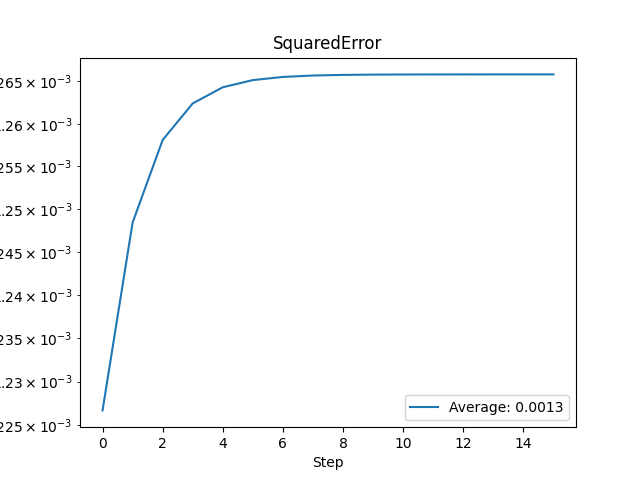 SquaredError
265 × 10⁻³
.26 × 10⁻³
255 × 10⁻³
.25 × 10⁻³
245 × 10⁻³
.24 × 10⁻³
235 × 10⁻³
.23 × 10⁻³
225 × 10⁻³
Average: 0.0013
0 2 4 6 8 10 12 14
Step